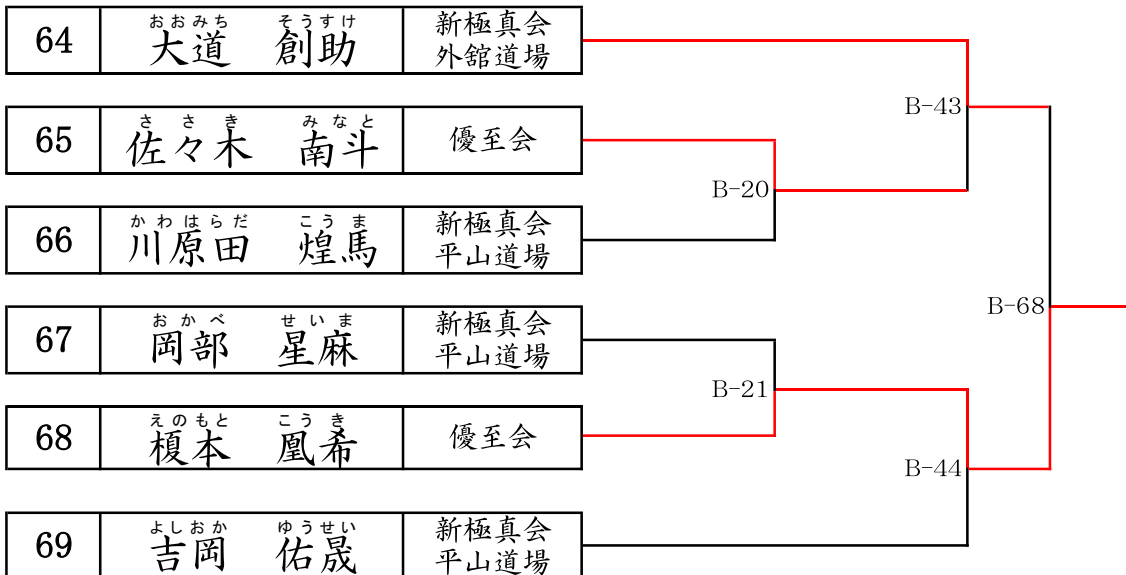 おおみち そうすけ
64 大道 創助 新極真会 外舘道場
B-43
ささき みなと
65 佐々木 南斗 優至会
B-20
かわはらだ こうま
66 川原田 煌馬 新極真会 平山道場
B-68
おかべ せいま
67 岡部 星麻 新極真会 平山道場
B-21
えのもと こうき
68 榎本 凰希 優至会
B-44
よしおか ゆうせい
69 吉岡 佑晟 新極真会 平山道場